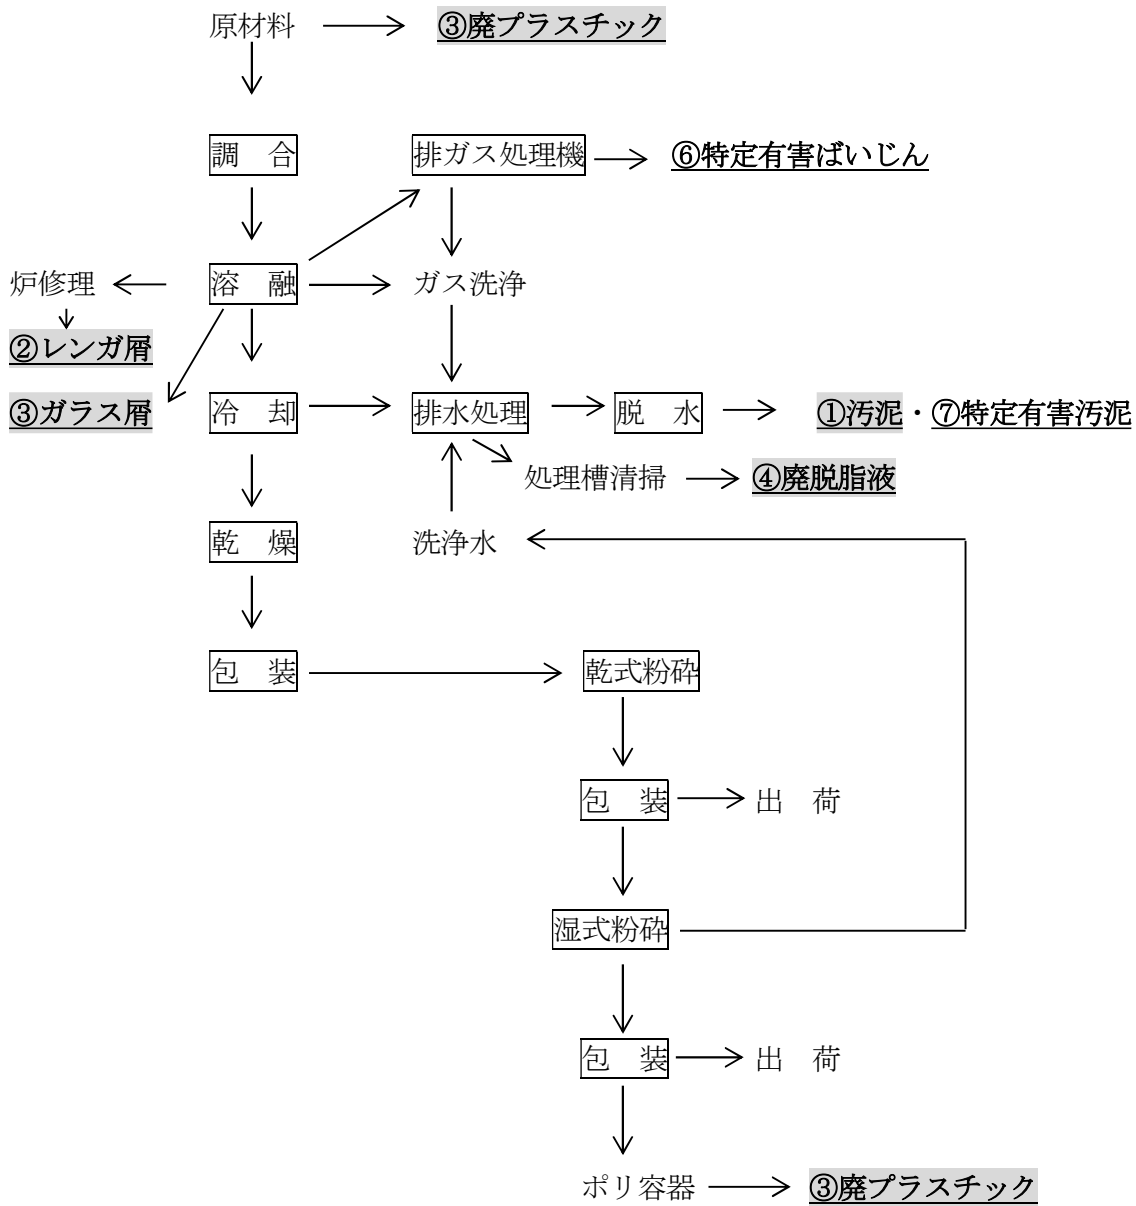 原材料 ③廃プラスチック
調　合 排ガス処理機 ⑥特定有害ばいじん
炉修理 溶　融 ガス洗浄
②レンガ屑
③ガラス屑 冷　却 排水処理 脱　水 ①汚泥・⑦特定有害汚泥
処理槽清掃 ④廃脱脂液
乾　燥 洗浄水
包　装 乾式粉砕
包　装 出　荷
湿式粉砕
包　装 出　荷
ポリ容器 ③廃プラスチック